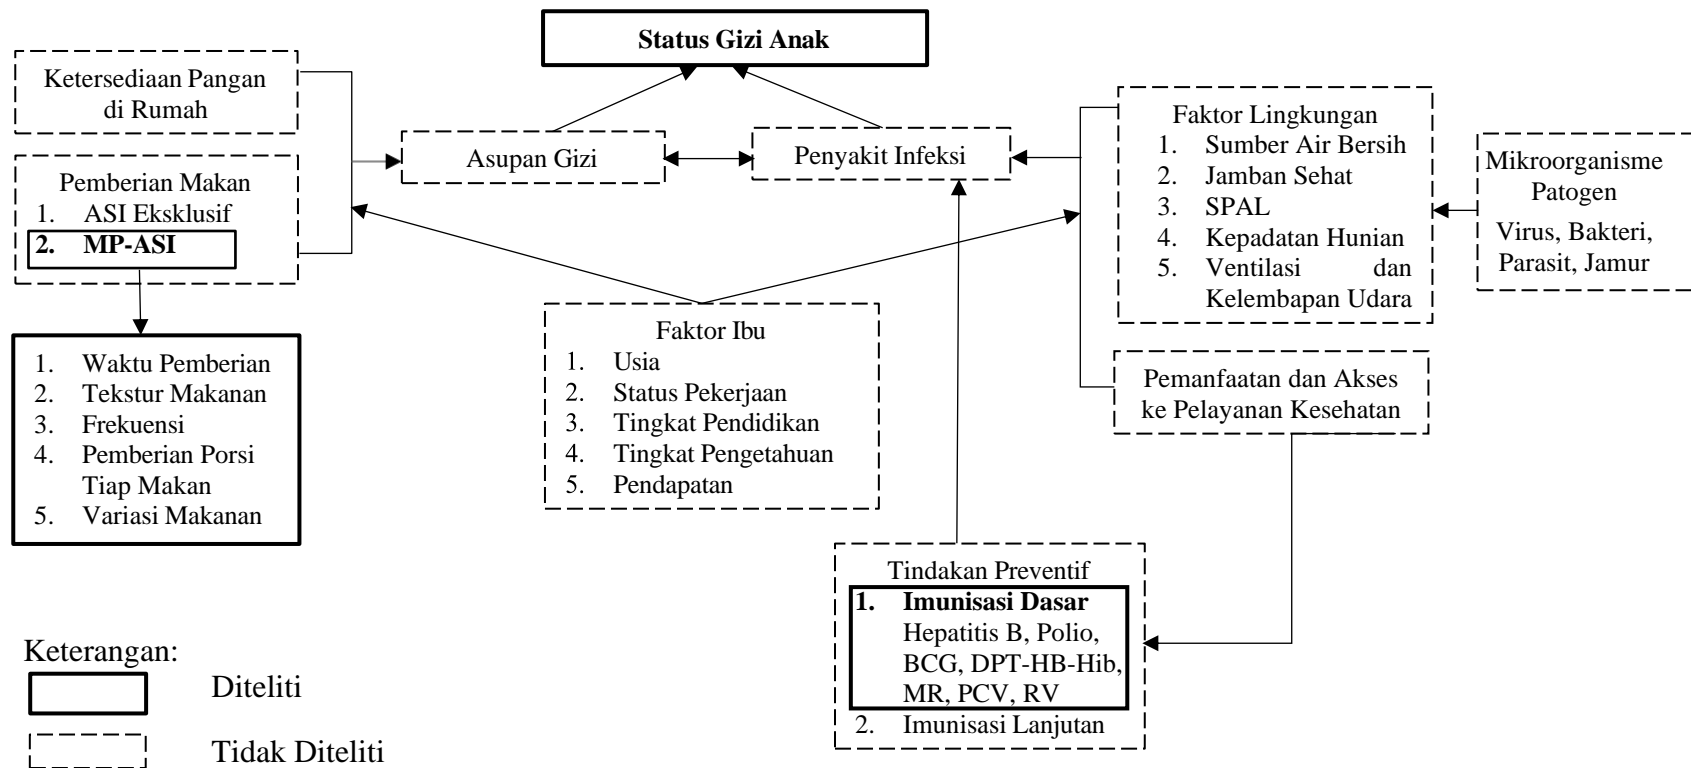 Status Gizi Anak
Ketersediaan Pangan
di Rumah
Asupan Gizi
Penyakit Infeksi
Pemberian Makan
1. ASI Eksklusif
2. MP-ASI
1. Waktu Pemberian
2. Tekstur Makanan
3. Frekuensi
4. Pemberian Porsi
Tiap Makan
5. Variasi Makanan
Faktor Ibu
1. Usia
2. Status Pekerjaan
3. Tingkat Pendidikan
4. Tingkat Pengetahuan
5. Pendapatan
Faktor Lingkungan
1. Sumber Air Bersih
2. Jamban Sehat
3. SPAL
4. Kepadatan Hunian
5. Ventilasi dan
Kelembapan Udara
Mikroorganisme
Patogen
Virus, Bakteri,
Parasit, Jamur
Pemanfaatan dan Akses
ke Pelayanan Kesehatan
Tindakan Preventif
1. Imunisasi Dasar
Hepatitis B, Polio,
BCG, DPT-HB-Hib,
MR, PCV, RV
2. Imunisasi Lanjutan
Keterangan:
Diteliti
Tidak Diteliti